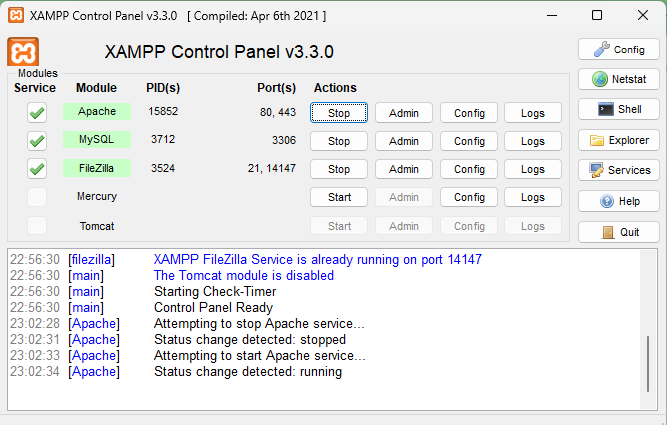 XAMPP Control Panel v3.3.0 [ Compiled: Apr 6th 2021 ]
XAMPP Control Panel v3.3.0
Config
Modules
Service Module PID(s) Port(s) Actions
Netstat
Apache 15852 80, 443 Stop Admin Config Logs
Shell
MySQL 3712 3306 Stop Admin Config Logs
Explorer
FileZilla 3524 21, 14147 Stop Admin Config Logs
Services
Mercury Start Admin Config Logs
Help
Tomcat Start Admin Config Logs
Quit
22:56:30 [filezilla] XAMPP FileZilla Service is already running on port 14147
22:56:30 [main] The Tomcat module is disabled
22:56:30 [main] Starting Check-Timer
22:56:30 [main] Control Panel Ready
23:02:28 [Apache] Attempting to stop Apache service...
23:02:31 [Apache] Status change detected: stopped
23:02:33 [Apache] Attempting to start Apache service...
23:02:34 [Apache] Status change detected: running